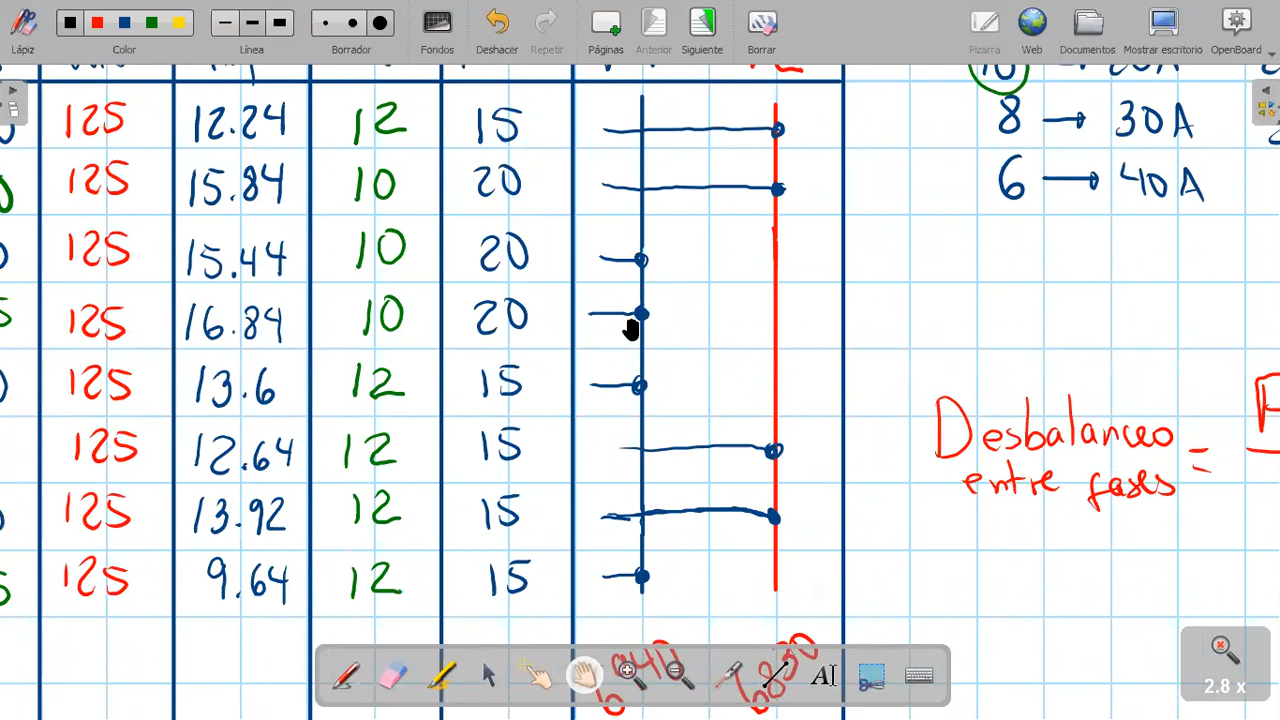 Lápiz Color Línea Borrador Fondos Deshacer Repetir Páginas Anterior Siguiente Borrar Pizarra Web Documentos Mostrar escritorio OpenBoard
125 12.24 12 15
125 15.84 10 20
125 15.44 10 20
125 16.84 10 20
125 13.6 12 15
125 12.64 12 15
125 13.92 12 15
125 9.64 12 15
6830
8 → 30A
6 → 40A
Desbalanceo
entre fases =
2.8 x